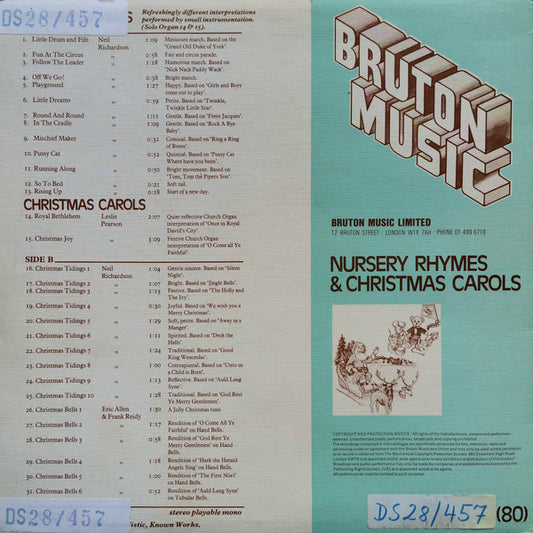 DS28/457
S
Refreshingly different interpretations
performed by small instrumentation.
(Solo Organ 14 & 15).
1. Little Drum and Fife Neil Richardson 1:09 Miniature march. Based on the 'Grand Old Duke of York'.
2. Fun At The Circus " 0:58 Fair and circus march.
3. Follow The Leader " 1:18 Humorous march. Based on 'Nick Nack Paddy Wack'.
4. Off We Go! " 0:38 Bright march.
5. Playground " 1:27 Happy. Based on 'Girls and Boys come out to play'.
6. Little Dreams " 0:59 Petite. Based on 'Twinkle, Twinkle Little Star'.
7. Round and Round " 1:11 Gentle. Based on 'Frere Jacques'.
8. In The Cradle " 1:09 Gentle. Based on 'Rock A Bye Baby'.
9. Mischief Maker " 0:32 Comical. Based on 'Ring a Ring of Roses'.
10. Pussy Cat " 0:52 Quizical. Based on 'Pussy Cat Where have you been'.
11. Running Along " 0:50 Bright movement. Based on 'Tom, Tom the Pipers Son'.
12. So To Bed " 0:21 Soft tail.
13. Rising Up " 0:18 Start of a new day.
CHRISTMAS CAROLS
14. Royal Bethlehem Leslie Pearson 2:07 Quiet reflective Church Organ interpretation of 'Once in Royal David's City'.
15. Christmas Joy " 3:09 Festive Church Organ interpretation of 'O Come all Ye Faithful'.
SIDE B
16. Christmas Tidings 1 Neil Richardson 1:04 Gentle sincere. Based on 'Silent Night'.
17. Christmas Tidings 2 " 1:07 Bright. Based on 'Jingle Bells'.
18. Christmas Tidings 3 " 1:13 Festive. Based on 'The Holly and The Ivy'.
19. Christmas Tidings 4 " 0:30 Joyful. Based on 'We wish you a Merry Christmas'.
20. Christmas Tidings 5 " 1:29 Soft, petite. Based on 'Away in a Manger'.
21. Christmas Tidings 6 " 1:11 Spirited. Based on 'Deck the Halls'
22. Christmas Tidings 7 " 1:24 Traditional. Based on 'Good King Wenceslas'.
23. Christmas Tidings 8 " 1:00 Contrapuntal. Based on 'Unto us a Child is Born'.
24. Christmas Tidings 9 " 1:13 Reflective. Based on 'Auld Lang Syne'.
25. Christmas Tidings 10 " 1:28 Traditional. Based on 'God Rest Ye Merry Gentlemen'.
26. Christmas Bells 1 Eric Allen & Frank Reidy 1:30 A Jolly Christmas tune.
27. Christmas Bells 2 " 1:17 Rendition of 'O Come All Ye Faithful' on Hand Bells.
28. Christmas Bells 3 " 0:58 Rendition of 'God Rest Ye Merry Gentlemen' on Hand Bells.
29. Christmas Bells 4 " 1:18 Rendition of 'Hark the Herald Angels Sing' on Hand Bells.
30. Christmas Bells 5 " 1:00 Rendition of 'The First Nöel' on Hand Bells.
31. Christmas Bells 6 " 0:52 Rendition of 'Auld Lang Syne' on Tubular Bells.
stereo playable mono
istic, Known Works.
DS28/457
BRUTON
MUSIC
BRUTON MUSIC LIMITED
12 BRUTON STREET · LONDON W1X 7AH · PHONE 01 499 6718
NURSERY RHYMES
& CHRISTMAS CAROLS
COPYRIGHT AND PROTECTION NOTICE
DS28/457
(80)